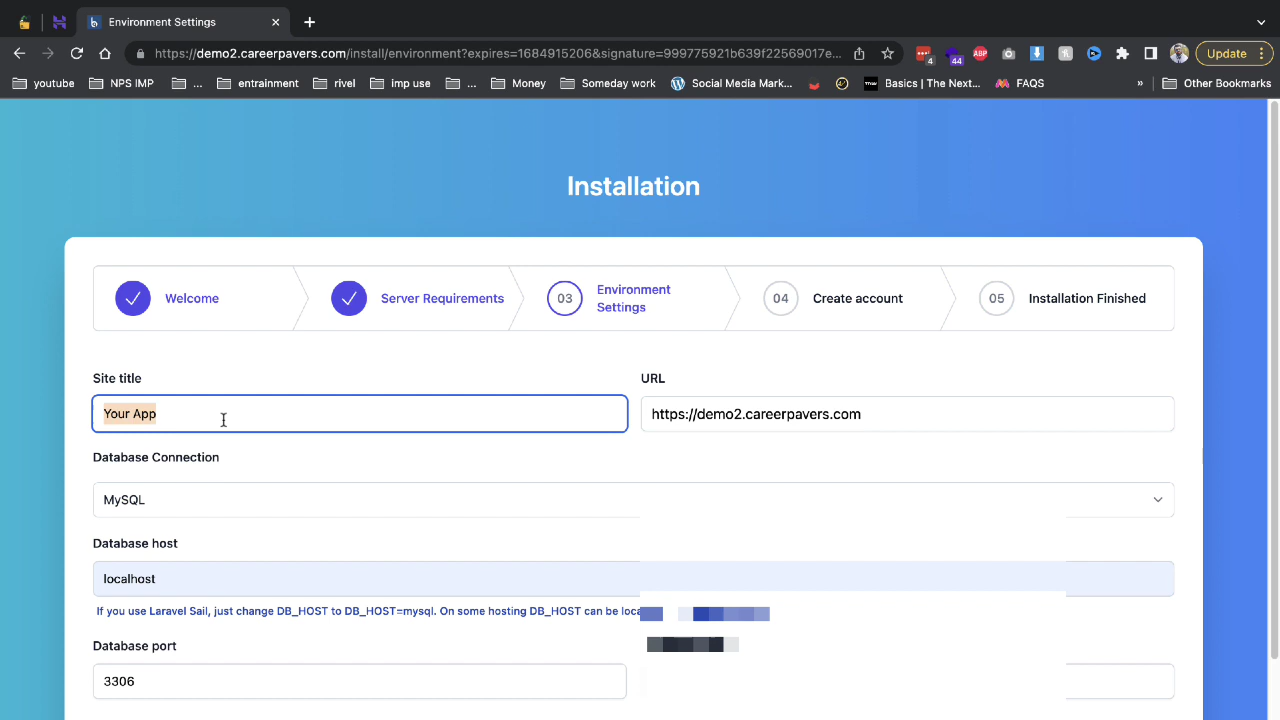 Environment Settings
https://demo2.careerpavers.com/install/environment?expires=1684915206&signature=999775921b639f22569017e...
4
44
ABP
Update
youtube
NPS IMP
...
entrainment
rivel
imp use
...
Money
Someday work
Social Media Mark...
Basics | The Next...
FAQS
»
Other Bookmarks
Installation
Welcome
Server Requirements
03
Environment
Settings
04
Create account
05
Installation Finished
Site title
URL
Your App
https://demo2.careerpavers.com
Database Connection
MySQL
Database host
localhost
If you use Laravel Sail, just change DB_HOST to DB_HOST=mysql. On some hosting DB_HOST can be
Database port
3306